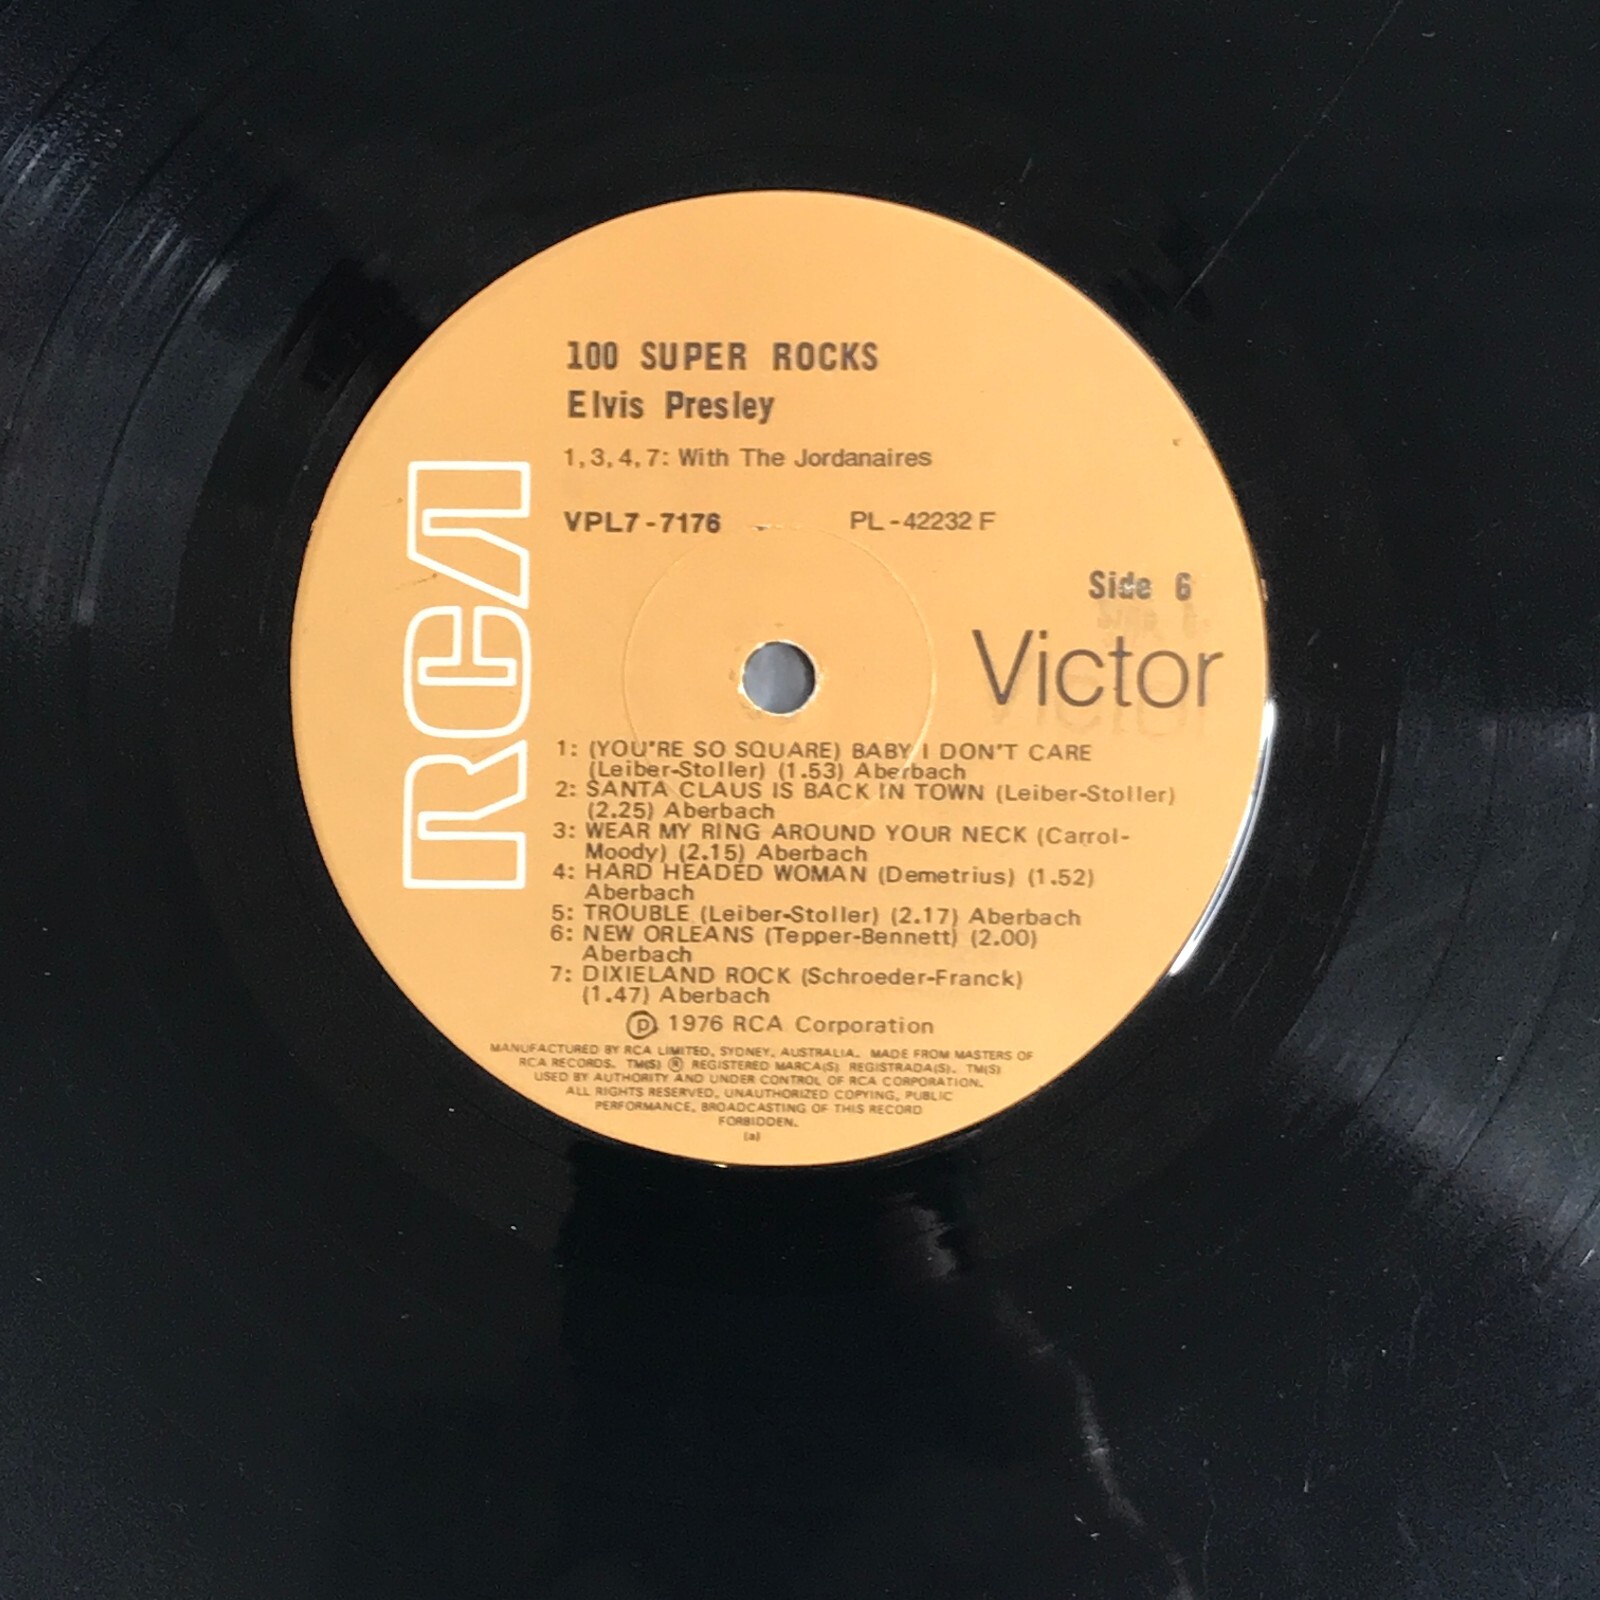 100 SUPER ROCKS
Elvis Presley
1,3,4,7: With The Jordanaires
VPL7-7176 PL-42232 F
Side 6
RCA
Victor
1: (YOU'RE SO SQUARE) BABY I DON'T CARE
(Leiber-Stoller) (1.53) Aberbach
2: SANTA CLAUS IS BACK IN TOWN (Leiber-Stoller)
(2.25) Aberbach
3: WEAR MY RING AROUND YOUR NECK (Carrol-
Moody) (2.15) Aberbach
4: HARD HEADED WOMAN (Demetrius) (1.52)
Aberbach
5: TROUBLE (Leiber-Stoller) (2.17) Aberbach
6: NEW ORLEANS (Tepper-Bennett) (2.00)
Aberbach
7: DIXIELAND ROCK (Schroeder-Franck)
(1.47) Aberbach
℗ 1976 RCA Corporation
MANUFACTURED BY RCA LIMITED, SYDNEY, AUSTRALIA. MADE FROM MASTERS OF
RCA RECORDS. TM(S) ® REGISTERED MARCA(S) REGISTRADA(S). TM(S)
USED BY AUTHORITY AND UNDER CONTROL OF RCA CORPORATION.
ALL RIGHTS RESERVED, UNAUTHORIZED COPYING, PUBLIC
PERFORMANCE, BROADCASTING OF THIS RECORD
FORBIDDEN.
(a)